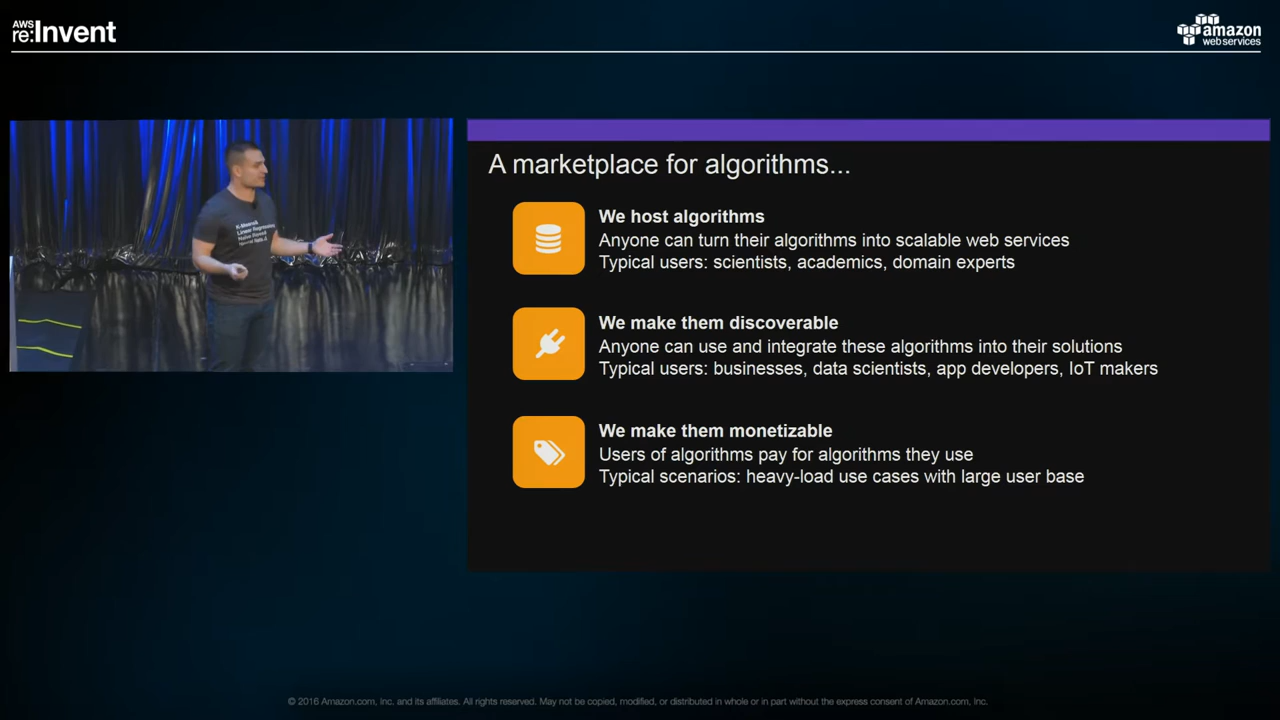 AWS
re:Invent
amazon
web services
A marketplace for algorithms...
We host algorithms
Anyone can turn their algorithms into scalable web services
Typical users: scientists, academics, domain experts
We make them discoverable
Anyone can use and integrate these algorithms into their solutions
Typical users: businesses, data scientists, app developers, IoT makers
We make them monetizable
Users of algorithms pay for algorithms they use
Typical scenarios: heavy-load use cases with large user base
Linear Regression
© 2016 Amazon.com, Inc. and its affiliates. All rights reserved. May not be copied, modified, or distributed in whole or in part without the express consent of Amazon.com, Inc.